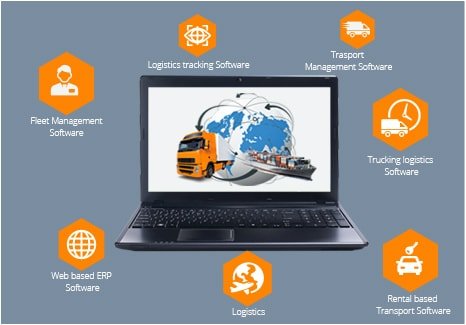 Logistics tracking Software
Trasport
Management Software
Fleet Management
Software
Trucking logistics
Software
Web based ERP
Software
Logistics
Rental based
Transport Software